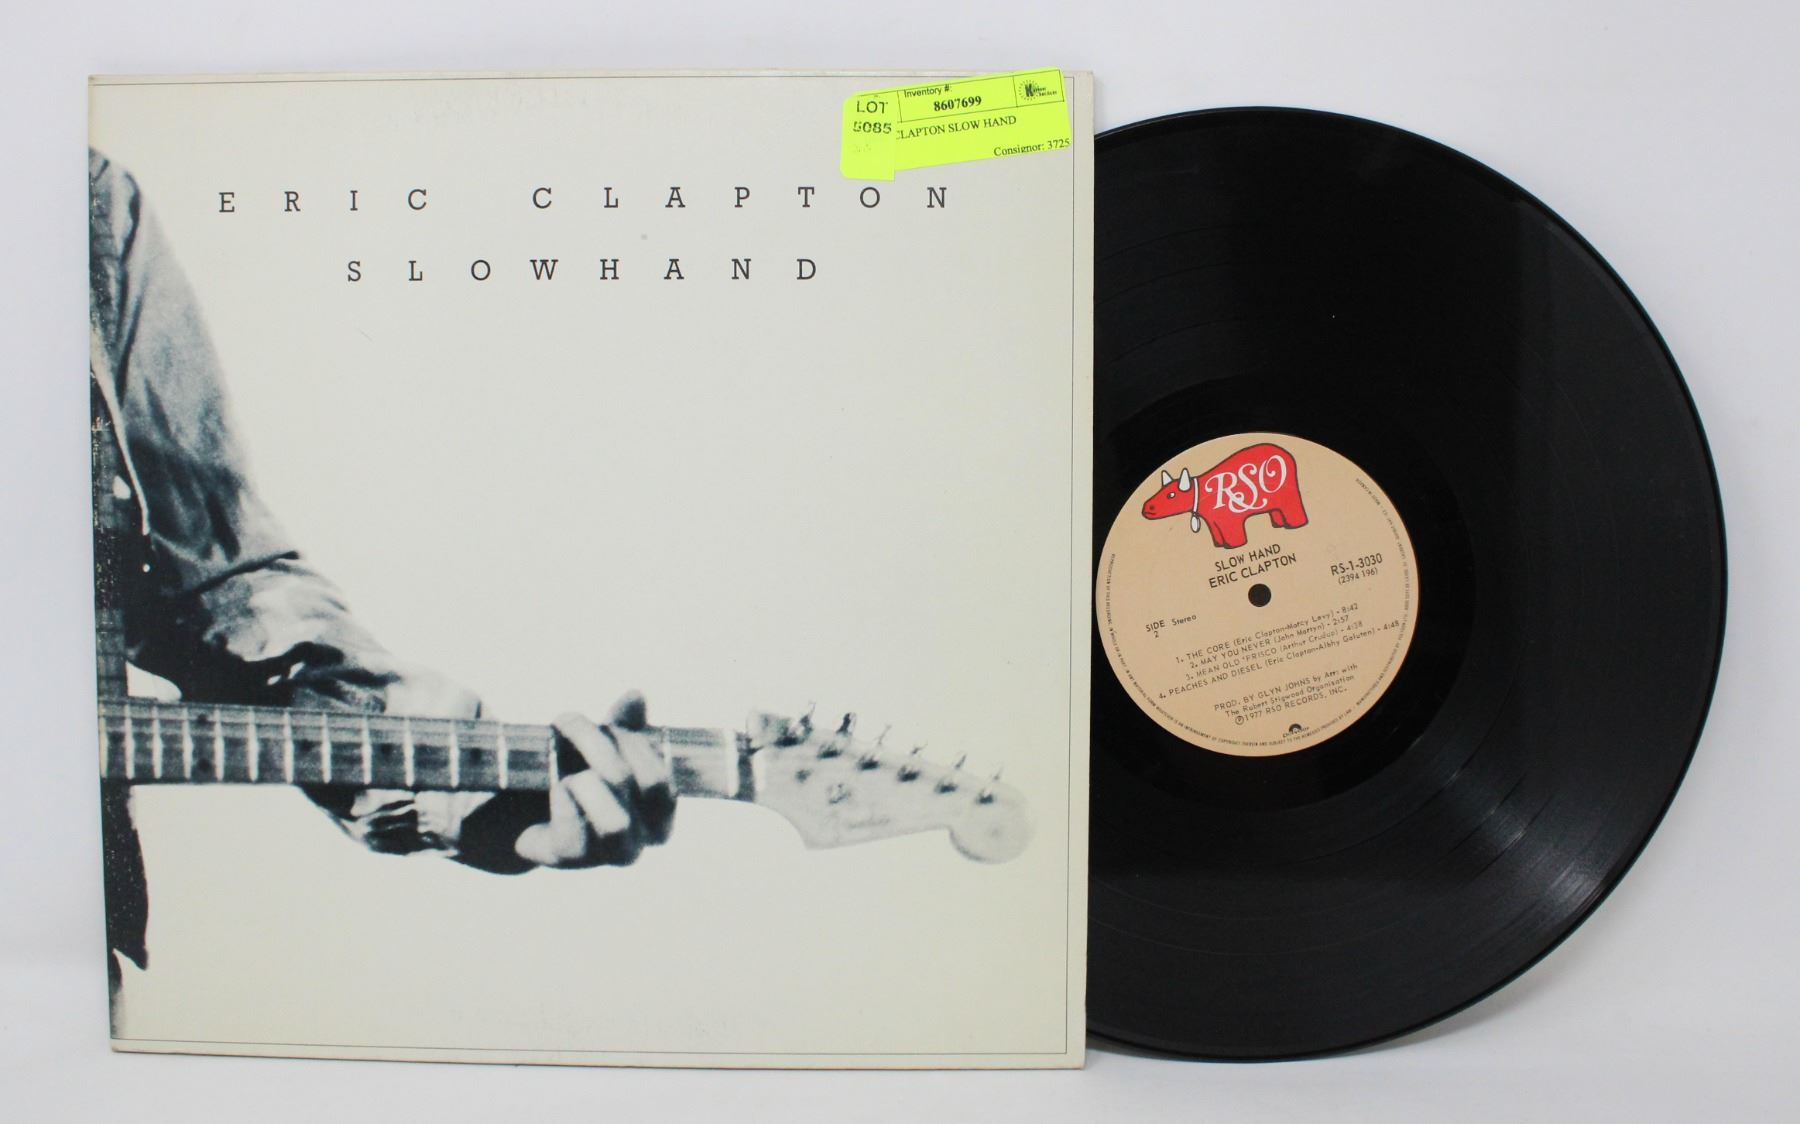 LOT
5085
Inventory #:
8607699
CLAPTON SLOW HAND
Consignor: 3725
ERIC CLAPTON
SLOWHAND
RSO
SLOW HAND
ERIC CLAPTON
RS-1-3030
(2394 196)
SIDE Stereo
2
1. THE CORE (Eric Clapton-Marcy Levy) - 8:42
2. MAY YOU NEVER (John Martyn) - 2:57
3. MEAN OLD 'FRISCO (Arthur Crudup) - 4:38
4. PEACHES AND DIESEL (Eric Clapton-Albhy Galuten) - 4:48
PROD. BY GLYN JOHNS by Arr: with
The Robert Stigwood Organisation
℗1977 RSO RECORDS, INC.